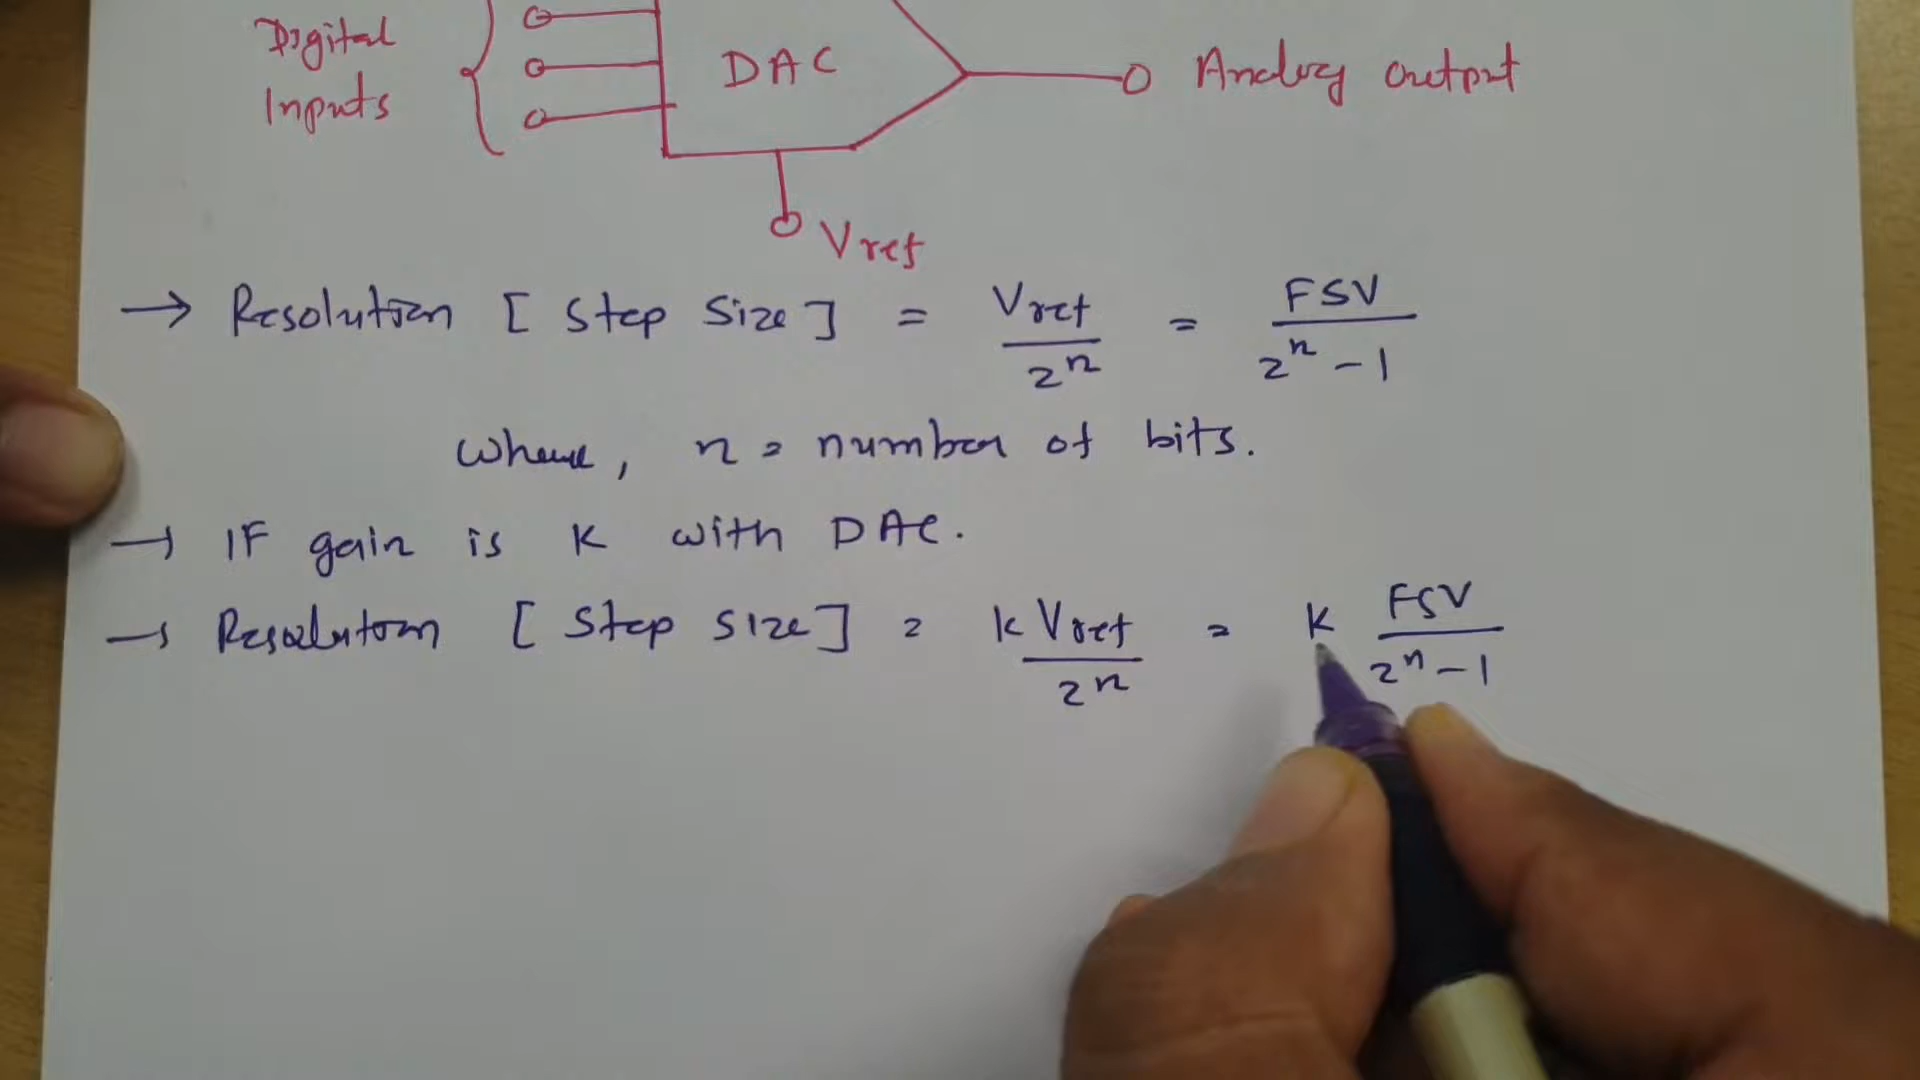 Digital
Inputs
DAC
Analog output
Vref
→ Resolution [ Step Size ] = Vref / 2^n = FSV / 2^n - 1
Where, n = number of bits.
→ IF gain is K with DAC.
→ Resolution [ Step Size ] = K Vref / 2^n = K FSV / 2^n - 1